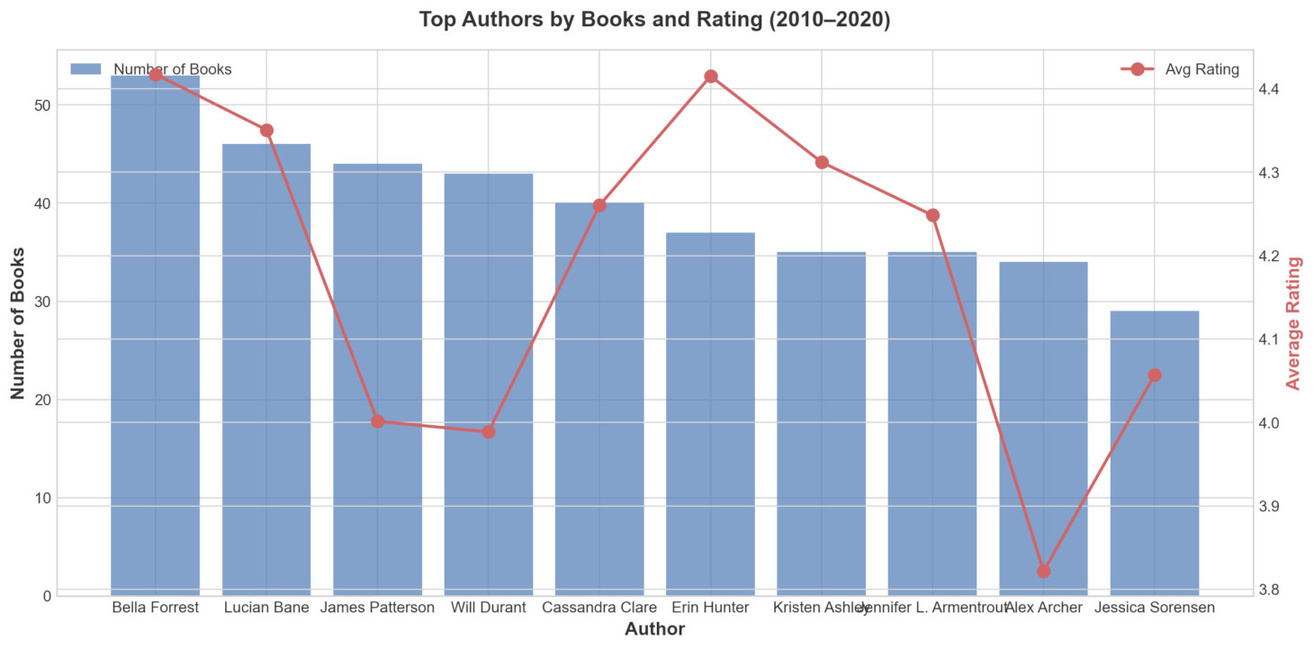 Top Authors by Books and Rating (2010–2020)
Number of Books
Avg Rating
Number of Books
50
40
30
20
10
0
4.4
4.3
4.2
4.1
4.0
3.9
3.8
Average Rating
Bella Forrest
Lucian Bane
James Patterson
Will Durant
Cassandra Clare
Erin Hunter
Kristen Ashley
Jennifer L. Armentrout
Alex Archer
Jessica Sorensen
Author